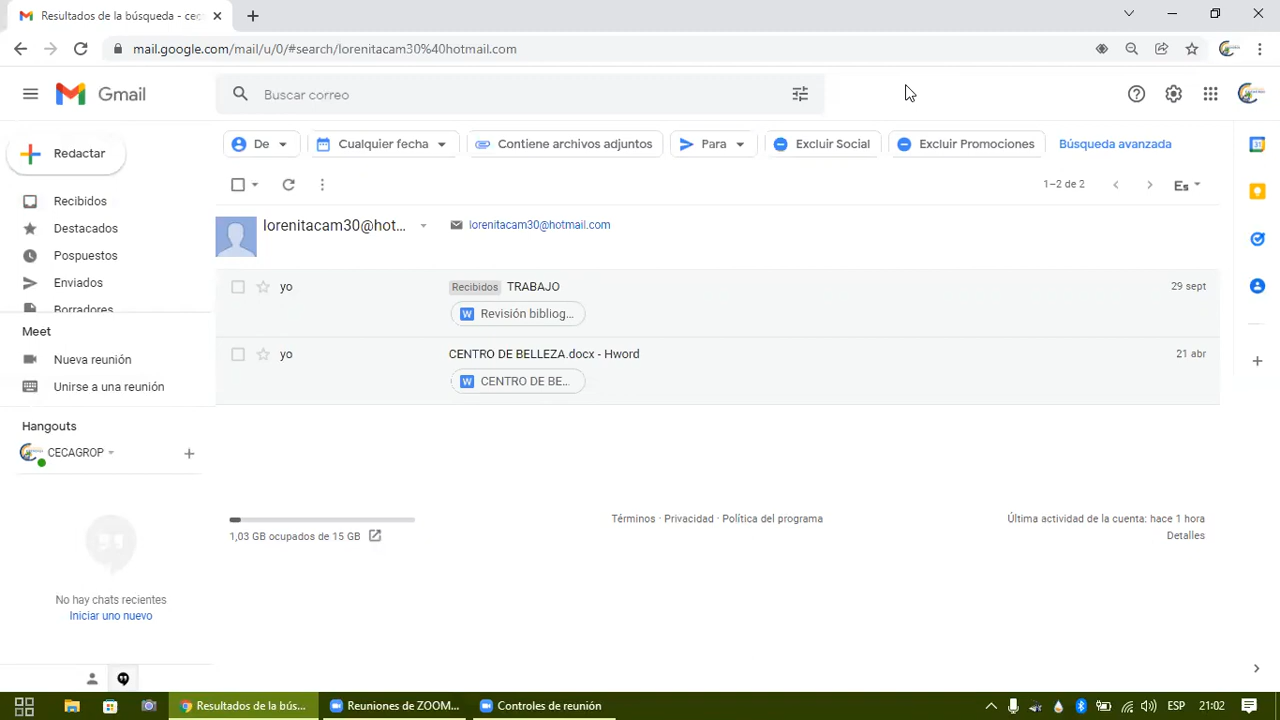 Resultados de la búsqueda - cec
mail.google.com/mail/u/0/#search/lorenitacam30%40hotmail.com
Gmail
Buscar correo
Redactar
De
Cualquier fecha
Contiene archivos adjuntos
Para
Excluir Social
Excluir Promociones
Búsqueda avanzada
1–2 de 2
Es
Recibidos
Destacados
Pospuestos
Enviados
Borradores
lorenitacam30@hot...
lorenitacam30@hotmail.com
yo
Recibidos
TRABAJO
29 sept
Revisión bibliog...
yo
CENTRO DE BELLEZA.docx - Hword
21 abr
CENTRO DE BE...
Meet
Nueva reunión
Unirse a una reunión
Hangouts
CECAGROP
No hay chats recientes
Iniciar uno nuevo
1,03 GB ocupados de 15 GB
Términos · Privacidad · Política del programa
Última actividad de la cuenta: hace 1 hora
Detalles
Resultados de la bús...
Reuniones de ZOOM...
Controles de reunión
ESP
21:02